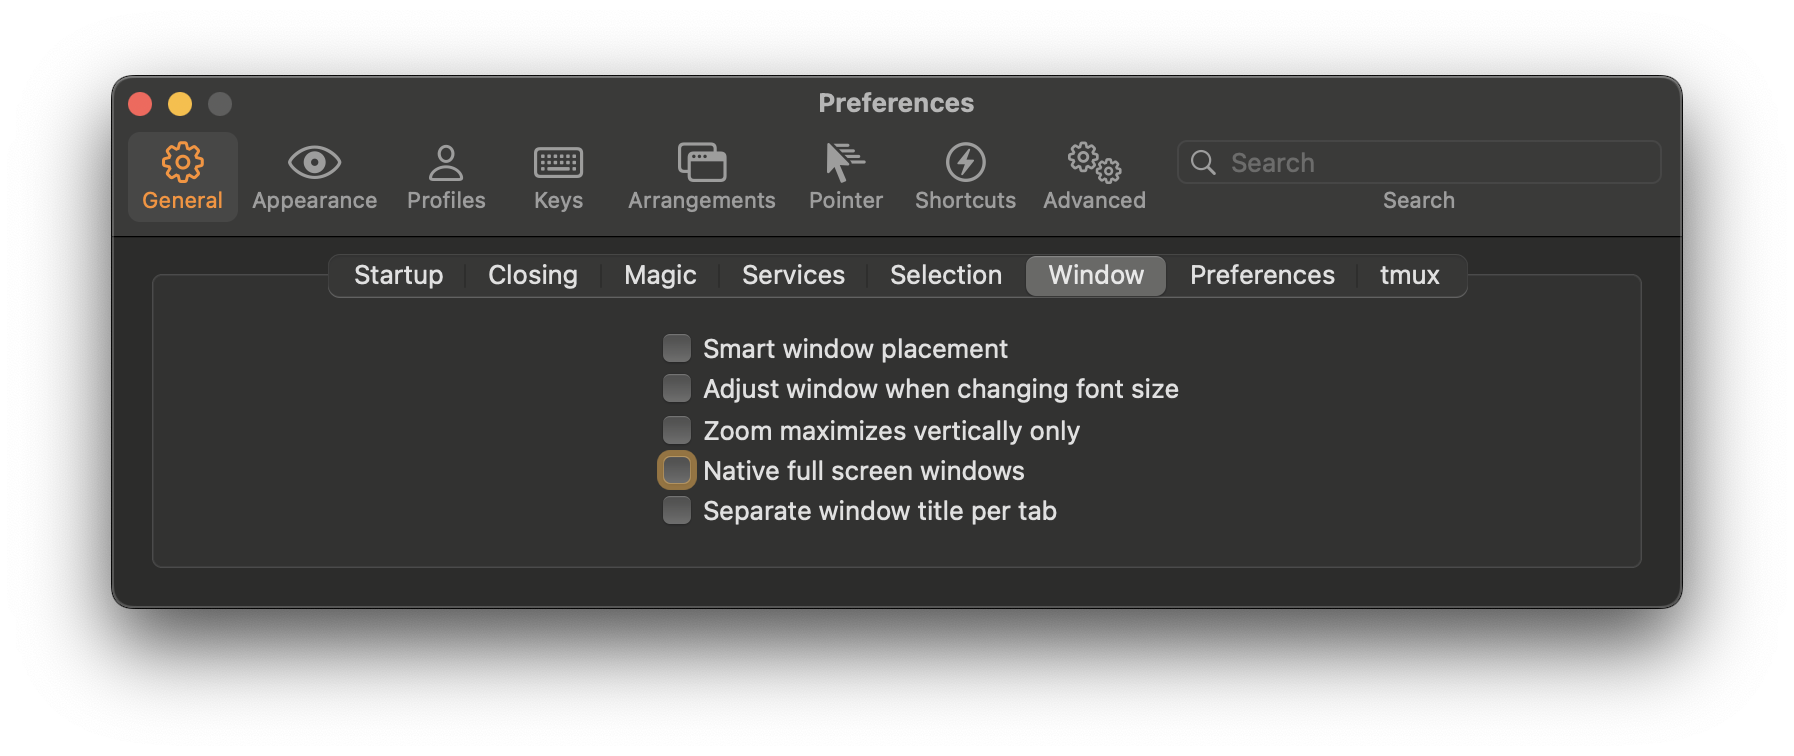 Preferences
General Appearance Profiles Keys Arrangements Pointer Shortcuts Advanced Search
Search
Startup Closing Magic Services Selection Window Preferences tmux
Smart window placement
Adjust window when changing font size
Zoom maximizes vertically only
Native full screen windows
Separate window title per tab